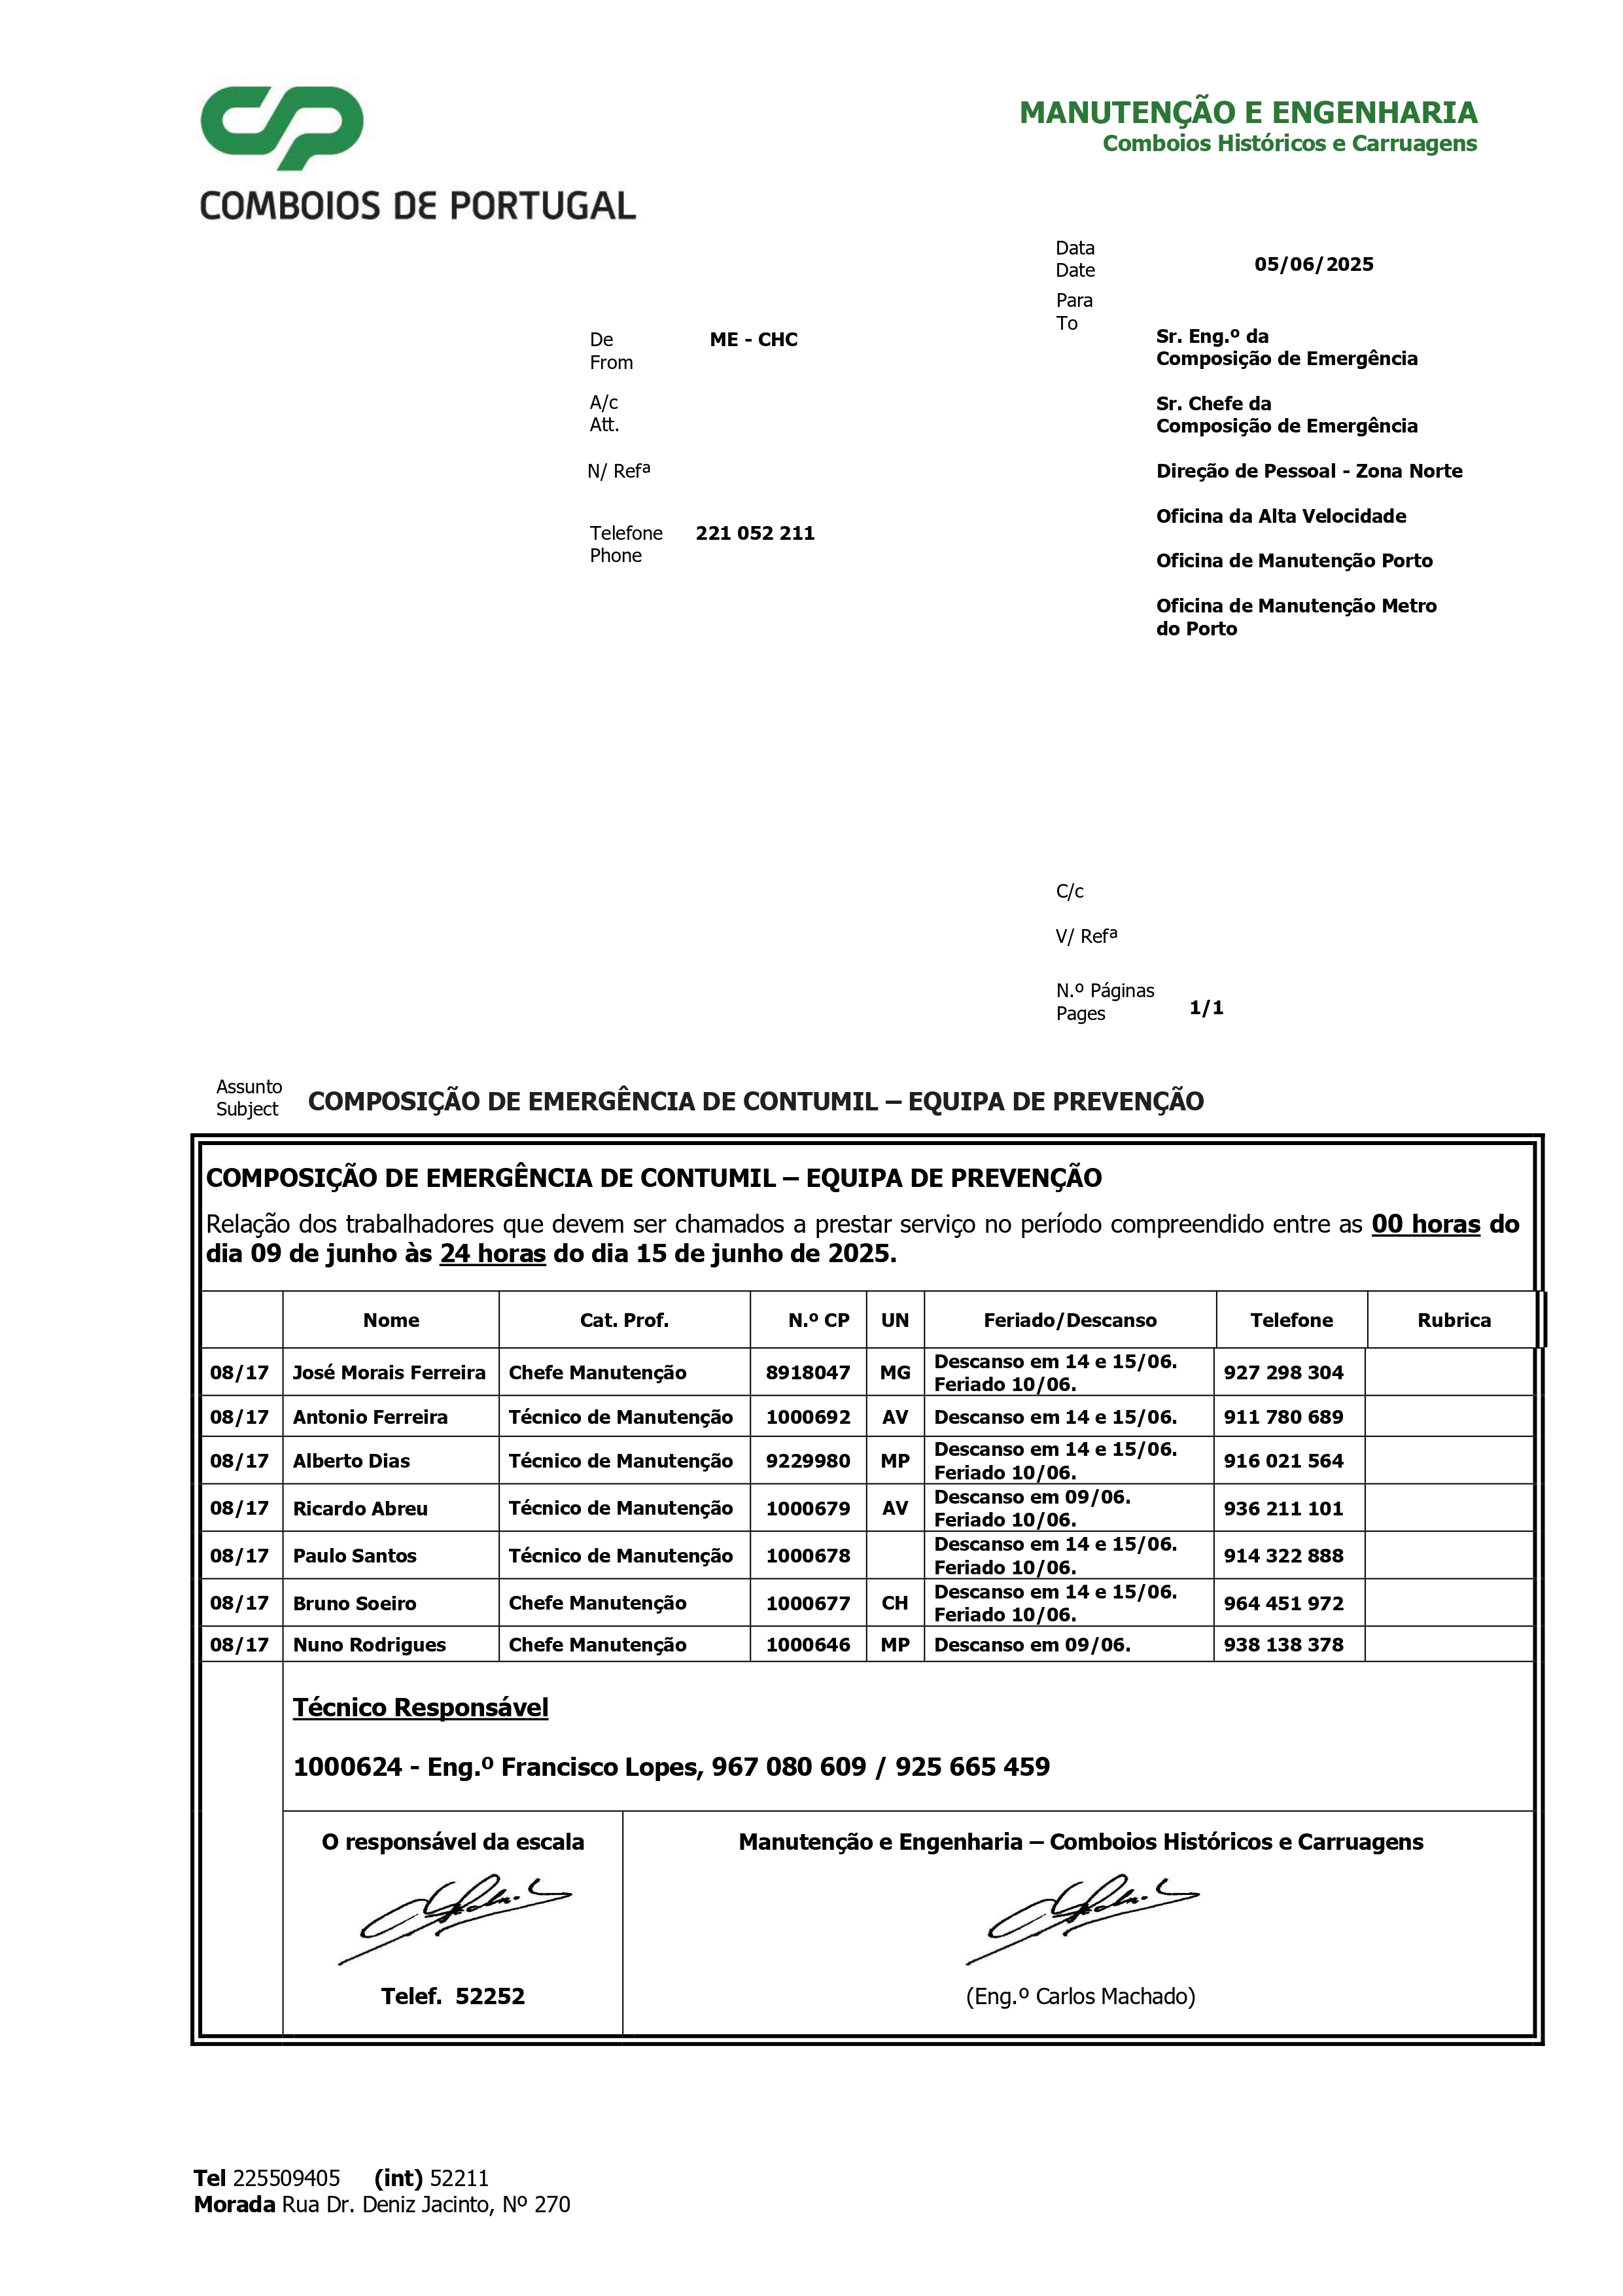 CP
COMBOIOS DE PORTUGAL
MANUTENÇÃO E ENGENHARIA
Comboios Históricos e Carruagens
Data
Date
05/06/2025
Para
To
De
From
ME - CHC
Sr. Eng.º da
Composição de Emergência
A/c
Att.
Sr. Chefe da
Composição de Emergência
N/ Refª
Direção de Pessoal - Zona Norte
Oficina da Alta Velocidade
Telefone
Phone
221 052 211
Oficina de Manutenção Porto
Oficina de Manutenção Metro
do Porto
C/c
V/ Refª
N.º Páginas
Pages
1/1
Assunto
Subject
COMPOSIÇÃO DE EMERGÊNCIA DE CONTUMIL – EQUIPA DE PREVENÇÃO
COMPOSIÇÃO DE EMERGÊNCIA DE CONTUMIL – EQUIPA DE PREVENÇÃO
Relação dos trabalhadores que devem ser chamados a prestar serviço no período compreendido entre as 00 horas do
dia 09 de junho às 24 horas do dia 15 de junho de 2025.
Nome Cat. Prof. N.º CP UN Feriado/Descanso Telefone Rubrica
08/17 José Morais Ferreira Chefe Manutenção 8918047 MG Descanso em 14 e 15/06. Feriado 10/06. 927 298 304
08/17 Antonio Ferreira Técnico de Manutenção 1000692 AV Descanso em 14 e 15/06. 911 780 689
08/17 Alberto Dias Técnico de Manutenção 9229980 MP Descanso em 14 e 15/06. Feriado 10/06. 916 021 564
08/17 Ricardo Abreu Técnico de Manutenção 1000679 AV Descanso em 09/06. Feriado 10/06. 936 211 101
08/17 Paulo Santos Técnico de Manutenção 1000678 Descanso em 14 e 15/06. Feriado 10/06. 914 322 888
08/17 Bruno Soeiro Chefe Manutenção 1000677 CH Descanso em 14 e 15/06. Feriado 10/06. 964 451 972
08/17 Nuno Rodrigues Chefe Manutenção 1000646 MP Descanso em 09/06. 938 138 378
Técnico Responsável
1000624 - Eng.º Francisco Lopes, 967 080 609 / 925 665 459
O responsável da escala
Telef. 52252
Manutenção e Engenharia – Comboios Históricos e Carruagens
(Eng.º Carlos Machado)
Tel 225509405 (int) 52211
Morada Rua Dr. Deniz Jacinto, Nº 270